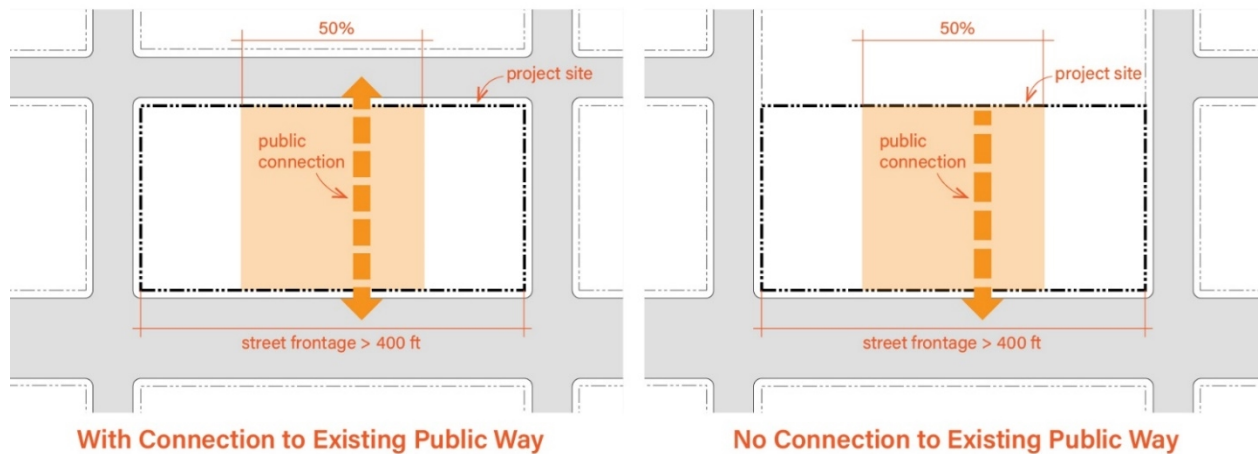 50%
project site
public
connection
street frontage > 400 ft
With Connection to Existing Public Way
50%
project site
public
connection
street frontage > 400 ft
No Connection to Existing Public Way